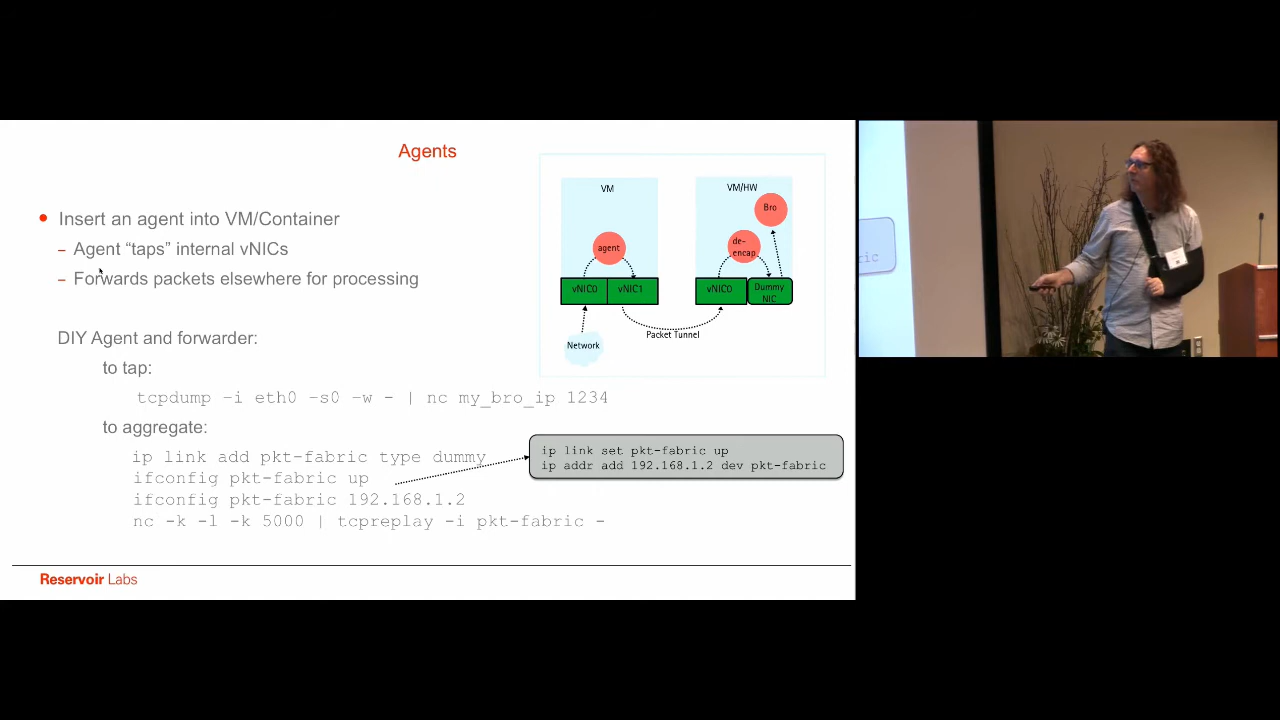 Agents
Insert an agent into VM/Container
– Agent “taps” internal vNICs
– Forwards packets elsewhere for processing
DIY Agent and forwarder:
to tap:
tcpdump –i eth0 –s0 –w - | nc my_bro_ip 1234
to aggregate:
ip link add pkt-fabric type dummy
ifconfig pkt-fabric up
ifconfig pkt-fabric 192.168.1.2
nc -k -l -k 5000 | tcpreplay -i pkt-fabric -
ip link set pkt-fabric up
ip addr add 192.168.1.2 dev pkt-fabric
VM
agent
vNIC0
vNIC1
Network
Packet Tunnel
VM/HW
Bro
de-
encap
vNIC0
Dummy
NIC
Reservoir Labs